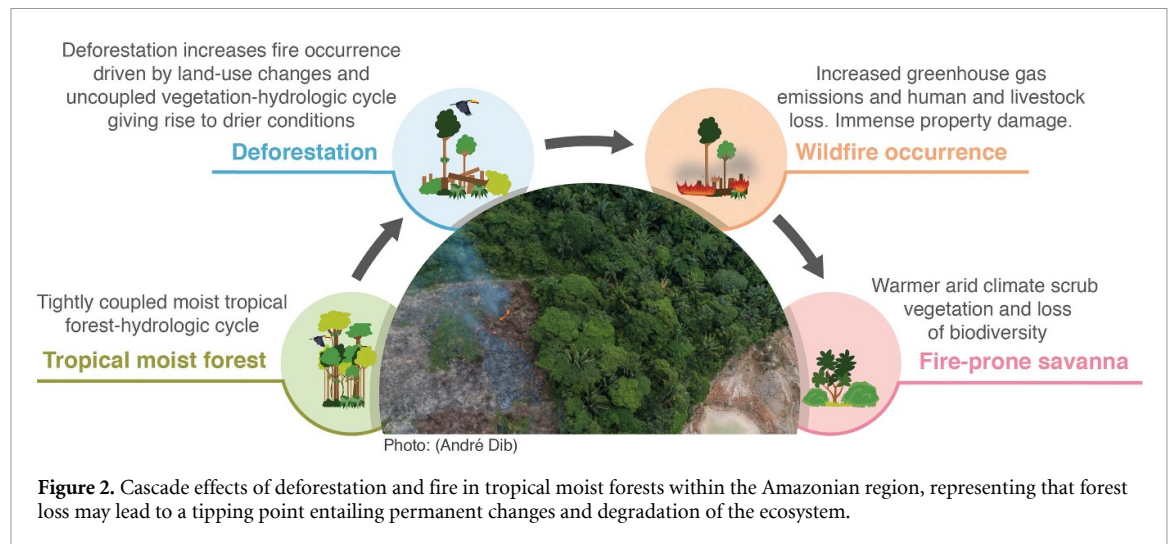 Deforestation increases fire occurrence
driven by land-use changes and
uncoupled vegetation-hydrologic cycle
giving rise to drier conditions
Deforestation
Increased greenhouse gas
emissions and human and livestock
loss. Immense property damage.
Wildfire occurrence
Tightly coupled moist tropical
forest-hydrologic cycle
Tropical moist forest
Warmer arid climate scrub
vegetation and loss
of biodiversity
Fire-prone savanna
Photo: (André Dib)
Figure 2. Cascade effects of deforestation and fire in tropical moist forests within the Amazonian region, representing that forest
loss may lead to a tipping point entailing permanent changes and degradation of the ecosystem.